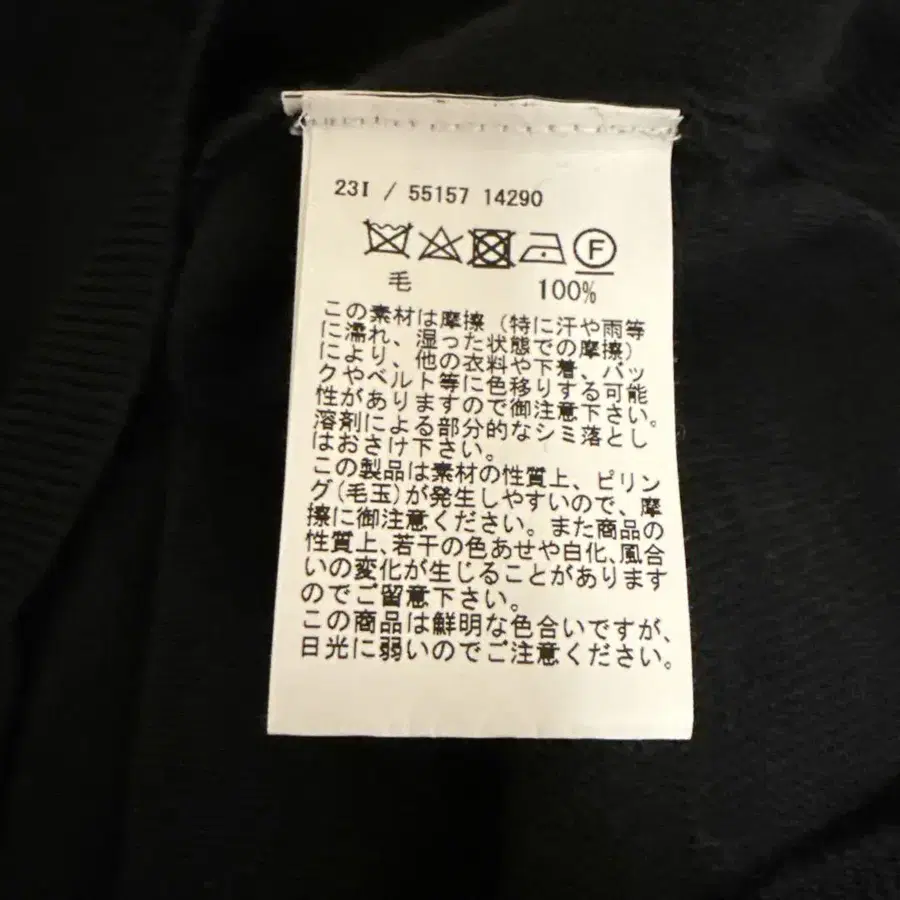 23I / 55157 14290
F
毛 100%
この素材は摩擦（特に汗や雨等
に濡れ、湿った状態での摩擦）
により、他の衣料や下着、バッ
クやベルト等に色移りする可能
性がありますので御注意下さい。
溶剤による部分的なシミ落とし
はおさけ下さい。
この製品は素材の性質上、ピリン
グ(毛玉)が発生しやすいので、摩
擦に御注意ください。また商品の
性質上、若干の色あせや白化、風合
いの変化が生じることがあります
のでご留意下さい。
この商品は鮮明な色合いですが、
日光に弱いのでご注意ください。